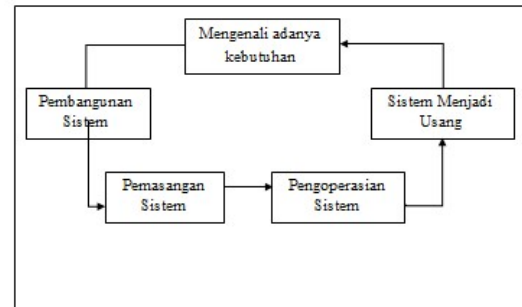 Mengenali adanya
kebutuhan
Pembangunan
Sistem
Sistem Menjadi
Usang
Pemasangan
Sistem
Pengoperasian
Sistem